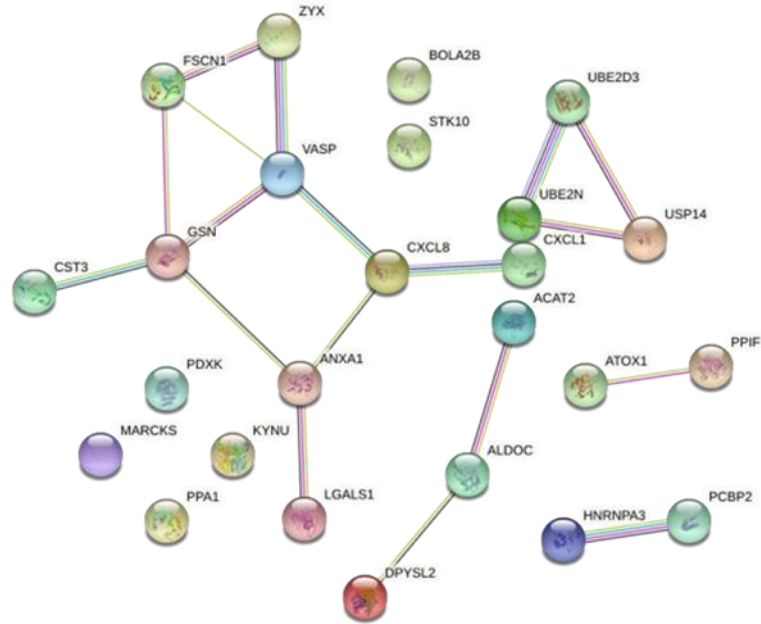 ZYX
FSCN1
BOLA2B
UBE2D3
STK10
VASP
UBE2N
USP14
GSN
CXCL1
CXCL8
CST3
ACAT2
PPIF
ANXA1
ATOX1
PDXK
MARCKS
KYNU
ALDOC
PPA1
LGALS1
PCBP2
HNRNPA3
DPYSL2